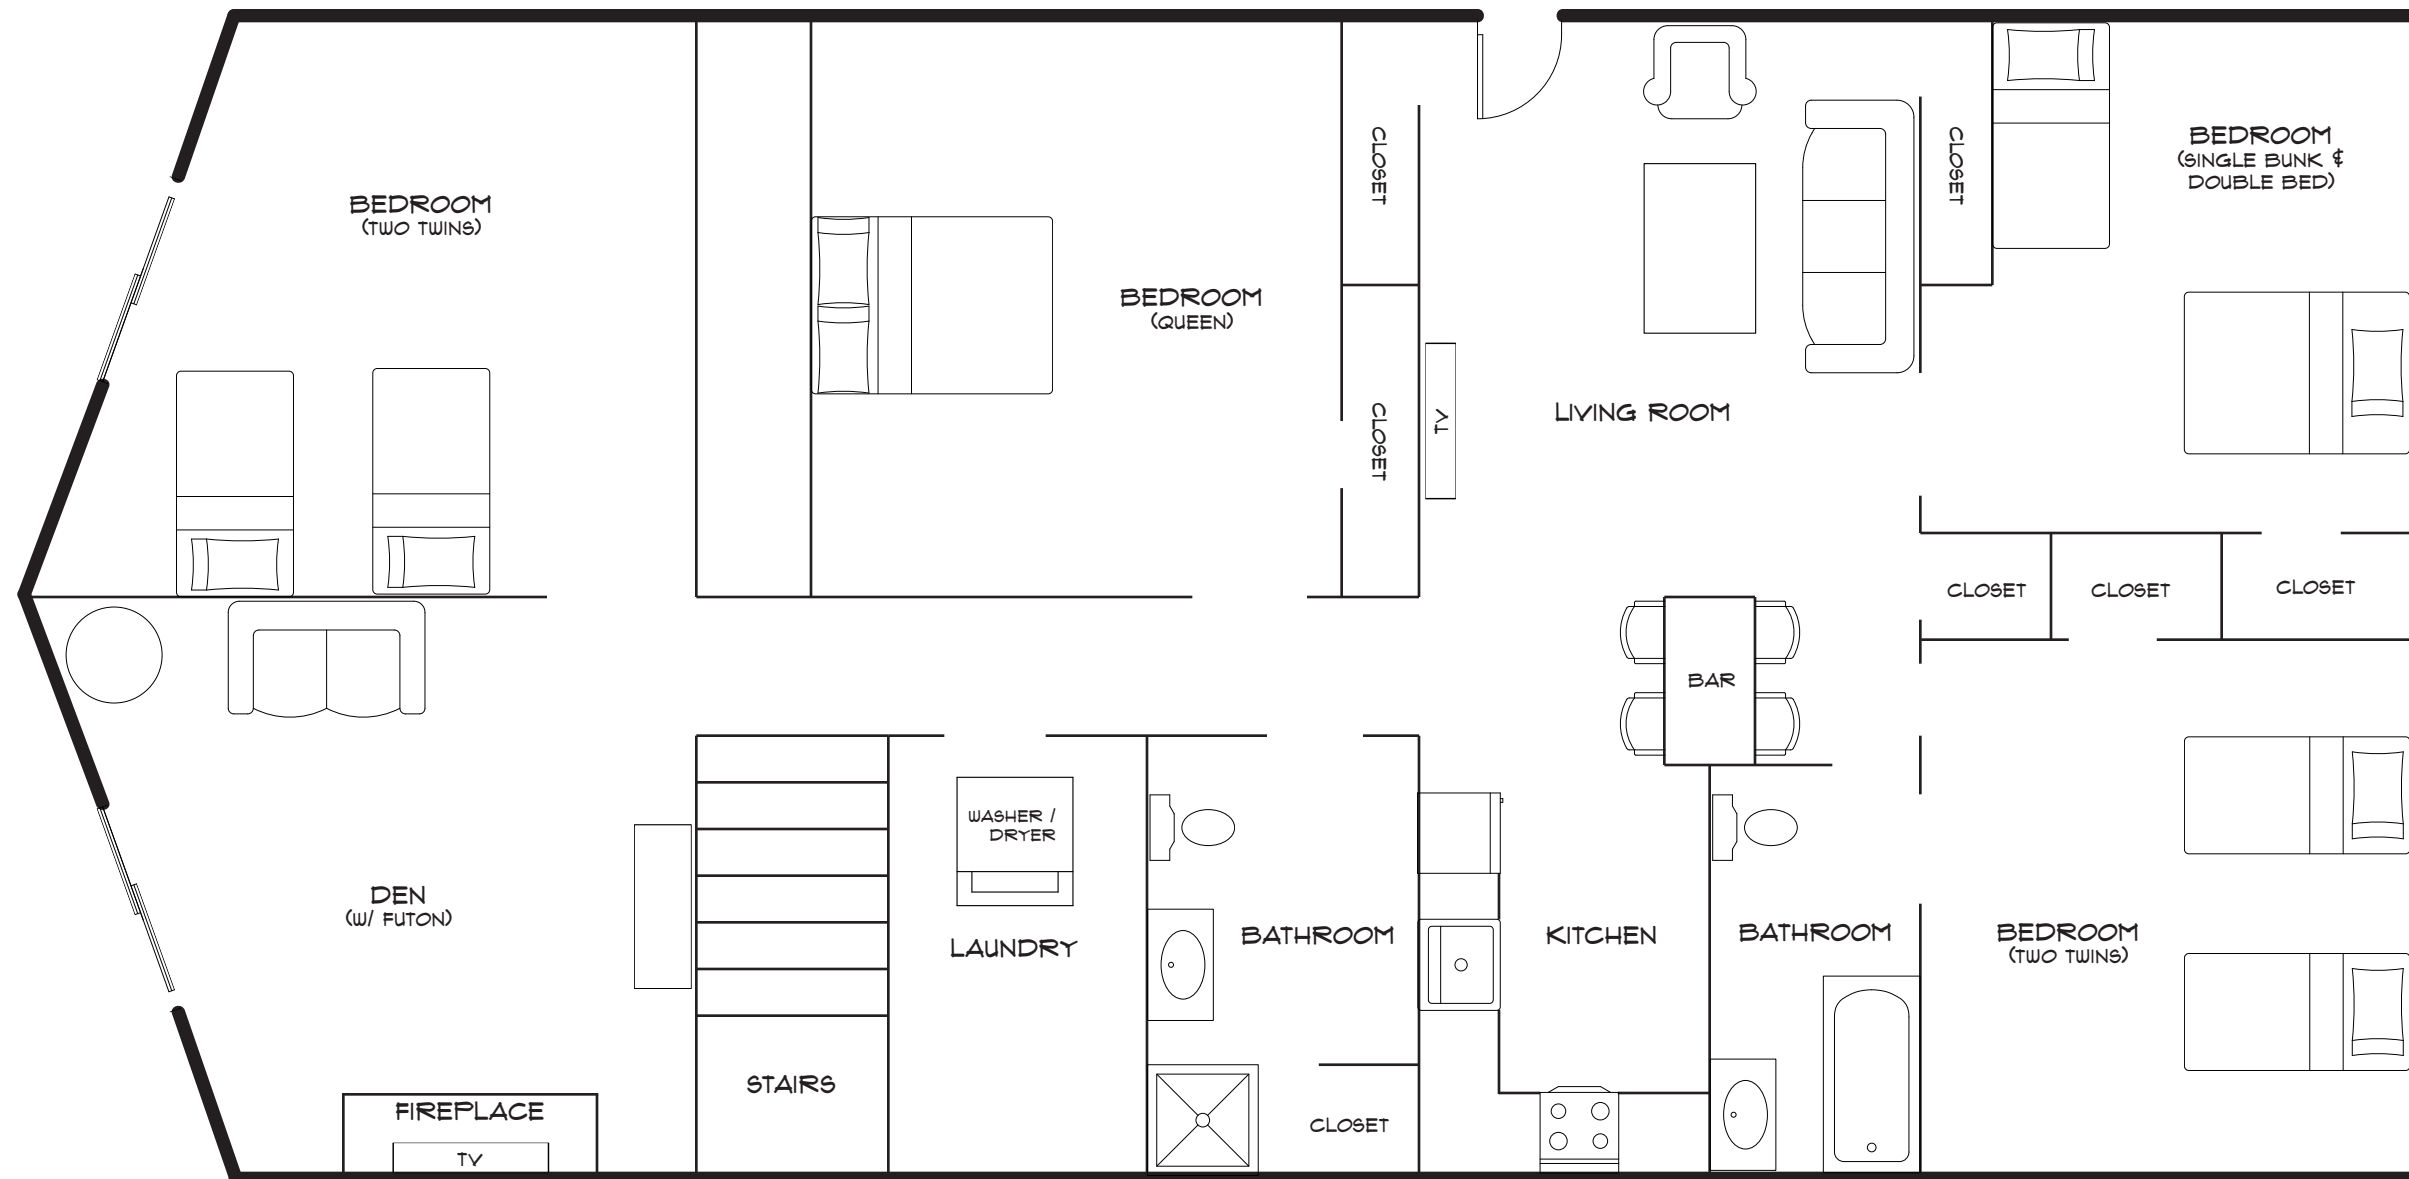 BEDROOM
(TWO TWINS)
BEDROOM
(QUEEN)
CLOSET
CLOSET
TV
LIVING ROOM
CLOSET
BEDROOM
(SINGLE BUNK &
DOUBLE BED)
CLOSET
CLOSET
CLOSET
BAR
WASHER /
DRYER
DEN
(W/ FUTON)
LAUNDRY
BATHROOM
KITCHEN
BATHROOM
BEDROOM
(TWO TWINS)
STAIRS
FIREPLACE
TV
CLOSET